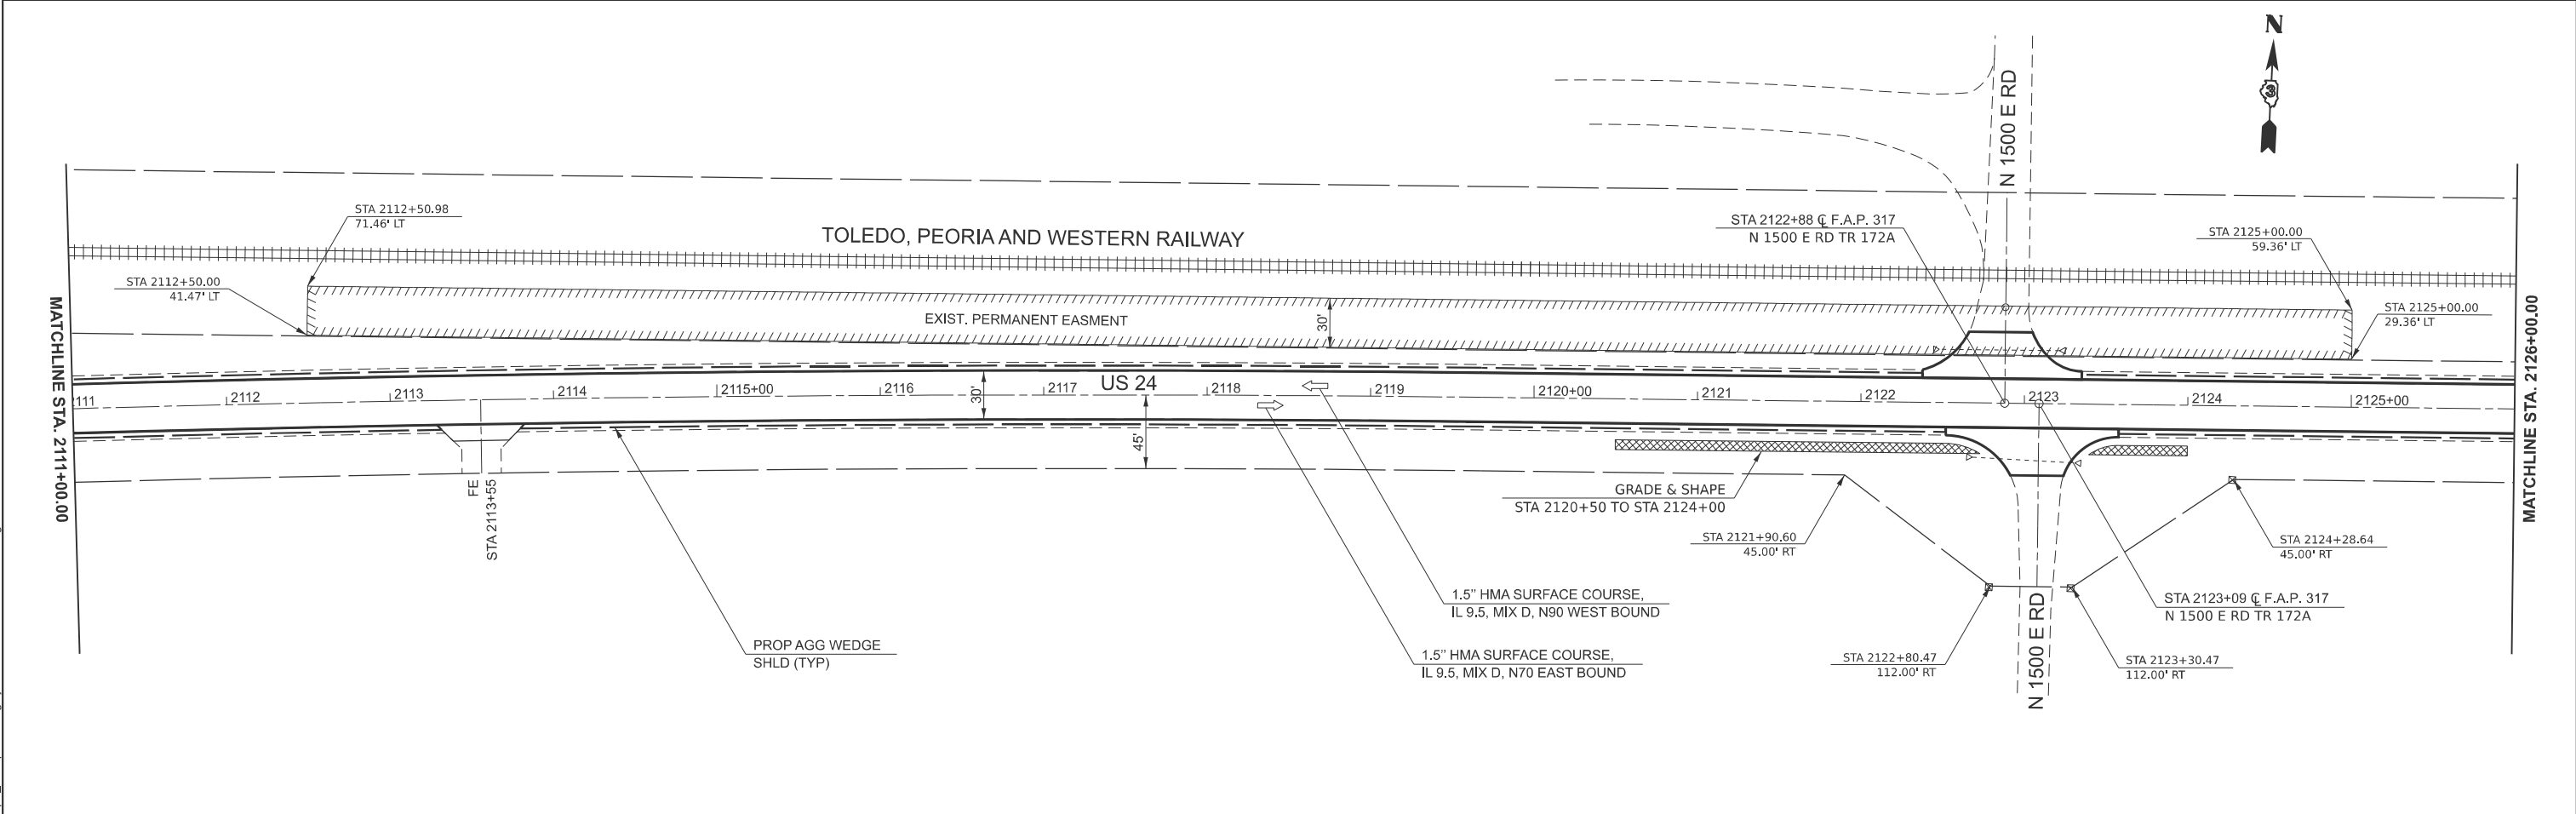 N
3
N 1500 E RD
STA 2112+50.98
71.46' LT
STA 2122+88 ℄ F.A.P. 317
N 1500 E RD TR 172A
STA 2125+00.00
59.36' LT
TOLEDO, PEORIA AND WESTERN RAILWAY
STA 2112+50.00
41.47' LT
STA 2125+00.00
29.36' LT
MATCHLINE STA. 2111+00.00
EXIST. PERMANENT EASMENT
30'
MATCHLINE STA. 2126+00.00
US 24
2111
2112
2113
2114
2115+00
2116
2117
2118
2119
2120+00
2121
2122
2123
2124
2125+00
30'
45'
FE
STA 2113+55
GRADE & SHAPE
STA 2120+50 TO STA 2124+00
STA 2121+90.60
45.00' RT
STA 2124+28.64
45.00' RT
1.5" HMA SURFACE COURSE,
IL 9.5, MIX D, N90 WEST BOUND
STA 2123+09 ℄ F.A.P. 317
N 1500 E RD TR 172A
PROP AGG WEDGE
SHLD (TYP)
1.5" HMA SURFACE COURSE,
IL 9.5, MIX D, N70 EAST BOUND
STA 2122+80.47
112.00' RT
N 1500 E RD
STA 2123+30.47
112.00' RT